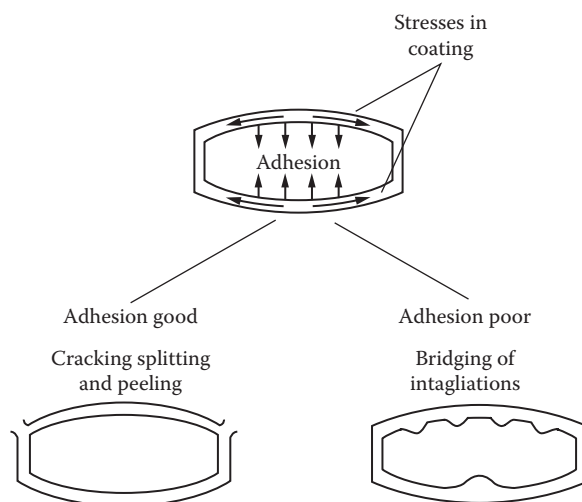 Stresses in
coating
Adhesion
Adhesion good
Adhesion poor
Cracking splitting
and peeling
Bridging of
intagliations